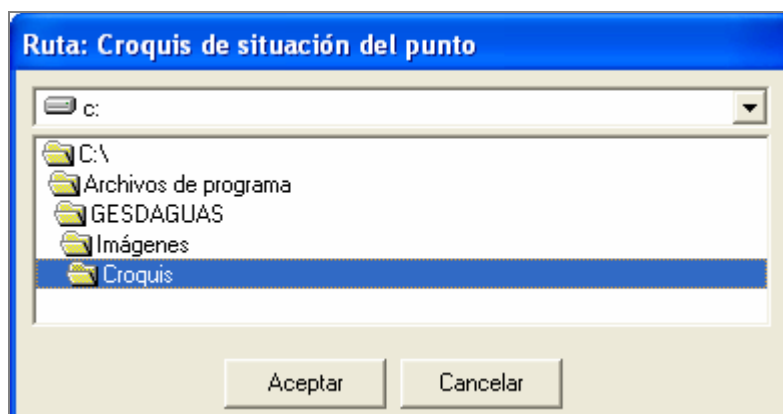 Ruta: Croquis de situación del punto
c:
C:\
Archivos de programa
GESDAGUAS
Imágenes
Croquis
Aceptar Cancelar